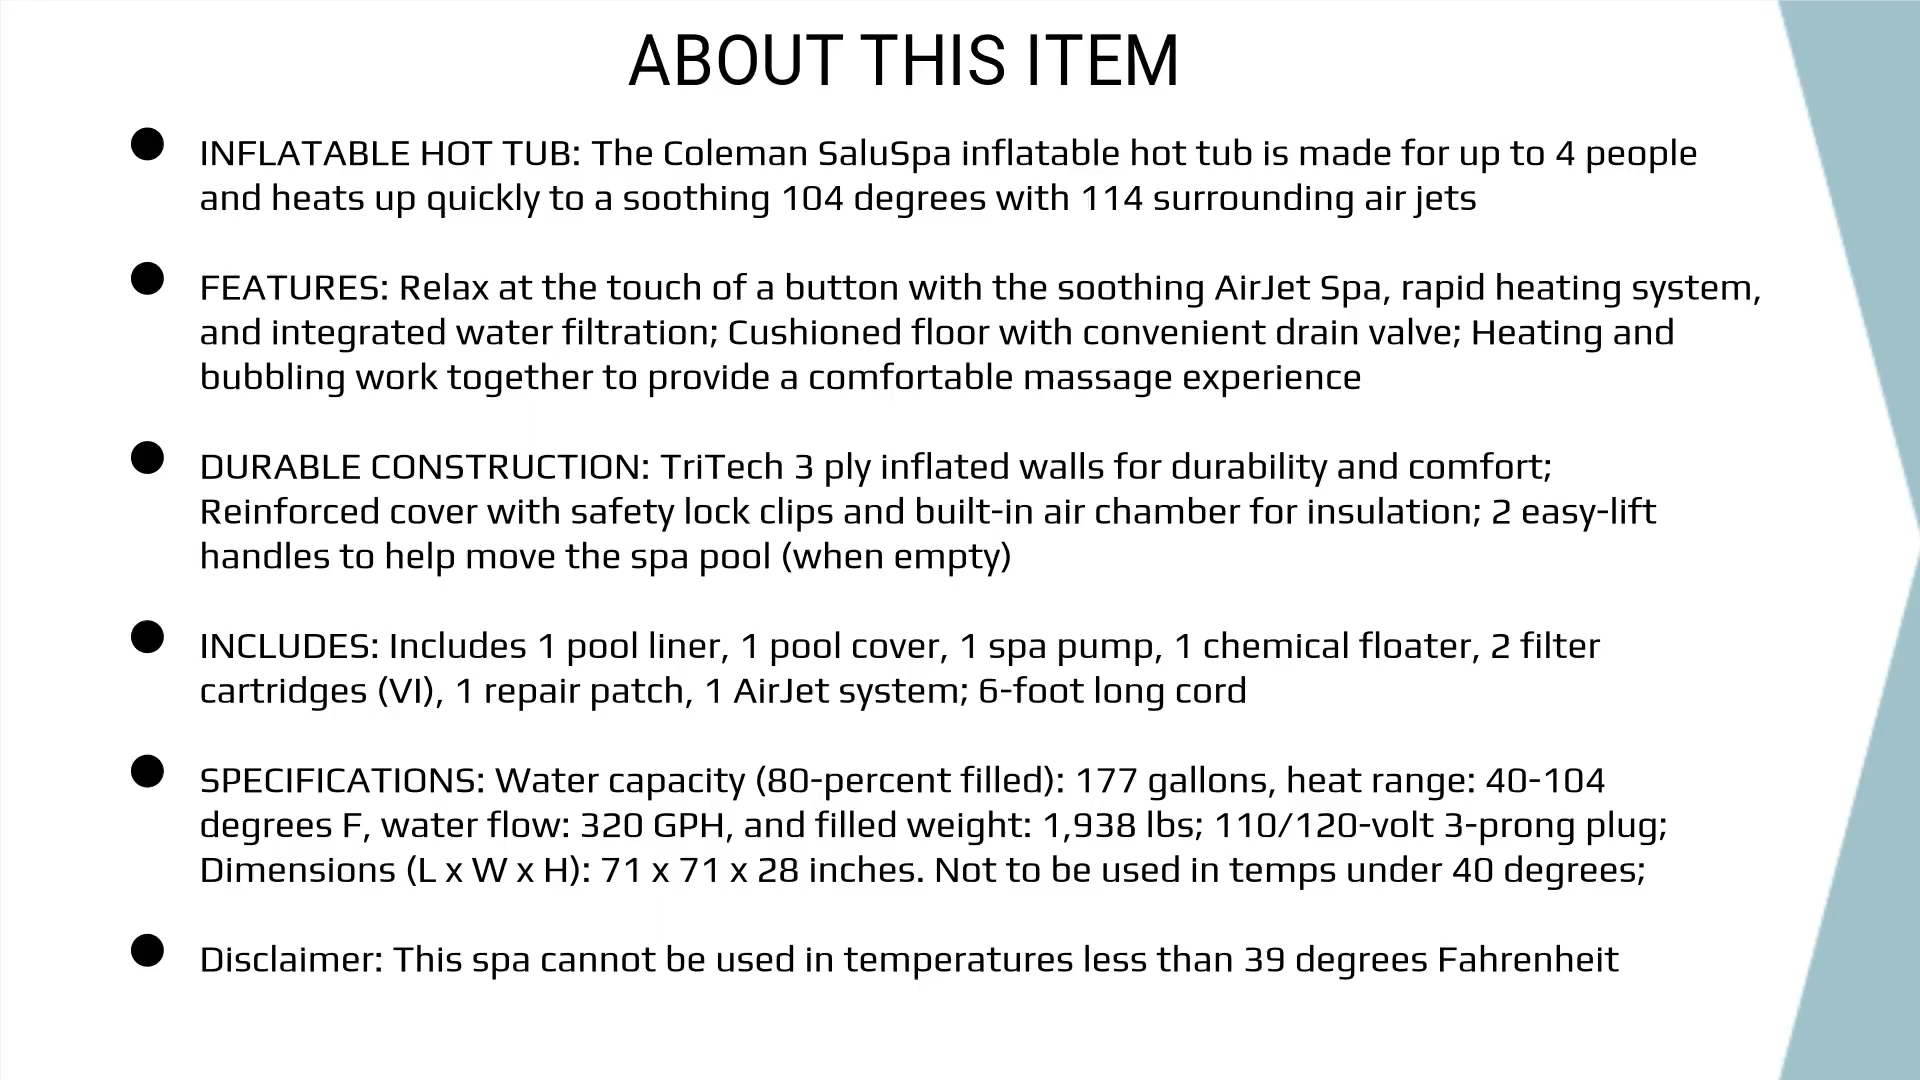 ABOUT THIS ITEM
INFLATABLE HOT TUB: The Coleman SaluSpa inflatable hot tub is made for up to 4 people
and heats up quickly to a soothing 104 degrees with 114 surrounding air jets
FEATURES: Relax at the touch of a button with the soothing AirJet Spa, rapid heating system,
and integrated water filtration; Cushioned floor with convenient drain valve; Heating and
bubbling work together to provide a comfortable massage experience
DURABLE CONSTRUCTION: TriTech 3 ply inflated walls for durability and comfort;
Reinforced cover with safety lock clips and built-in air chamber for insulation; 2 easy-lift
handles to help move the spa pool (when empty)
INCLUDES: Includes 1 pool liner, 1 pool cover, 1 spa pump, 1 chemical floater, 2 filter
cartridges (VI), 1 repair patch, 1 AirJet system; 6-foot long cord
SPECIFICATIONS: Water capacity (80-percent filled): 177 gallons, heat range: 40-104
degrees F, water flow: 320 GPH, and filled weight: 1,938 lbs; 110/120-volt 3-prong plug;
Dimensions (L x W x H): 71 x 71 x 28 inches. Not to be used in temps under 40 degrees;
Disclaimer: This spa cannot be used in temperatures less than 39 degrees Fahrenheit